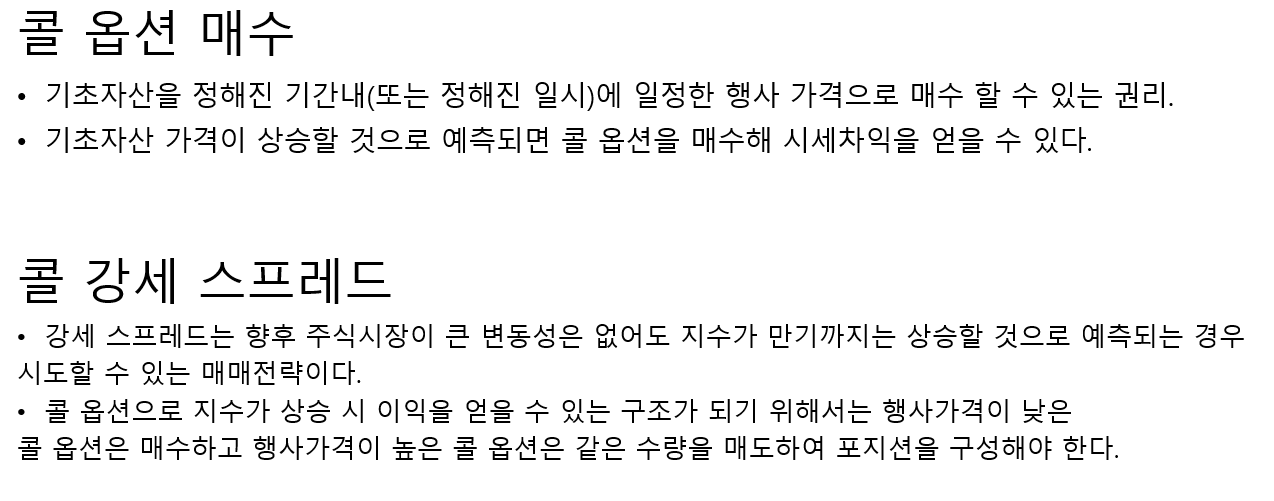 콜 옵션 매수
• 기초자산을 정해진 기간내(또는 정해진 일시)에 일정한 행사 가격으로 매수 할 수 있는 권리.
• 기초자산 가격이 상승할 것으로 예측되면 콜 옵션을 매수해 시세차익을 얻을 수 있다.
콜 강세 스프레드
• 강세 스프레드는 향후 주식시장이 큰 변동성은 없어도 지수가 만기까지는 상승할 것으로 예측되는 경우
시도할 수 있는 매매전략이다.
• 콜 옵션으로 지수가 상승 시 이익을 얻을 수 있는 구조가 되기 위해서는 행사가격이 낮은
콜 옵션은 매수하고 행사가격이 높은 콜 옵션은 같은 수량을 매도하여 포지션을 구성해야 한다.